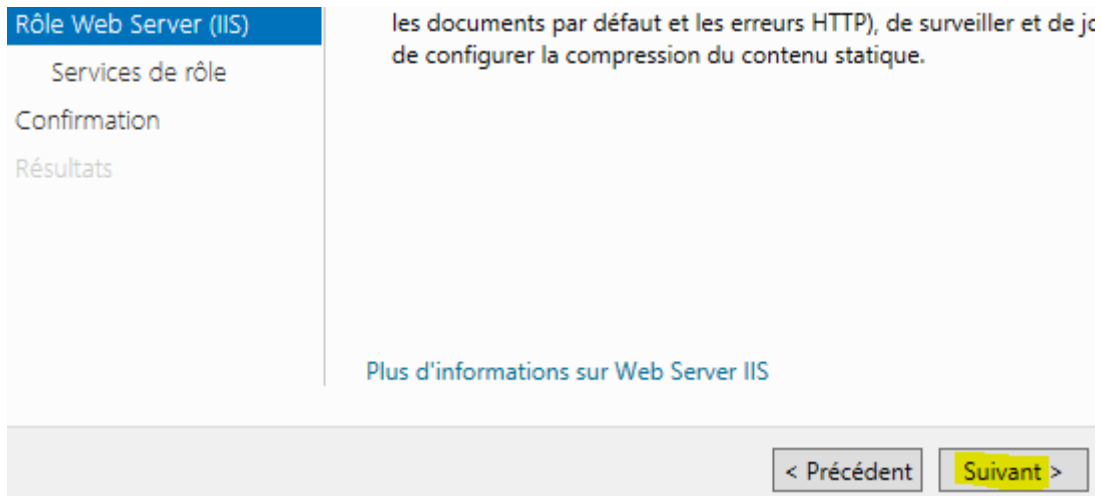 Rôle Web Server (IIS)
Services de rôle
Confirmation
Résultats
les documents par défaut et les erreurs HTTP), de surveiller et de
de configurer la compression du contenu statique.
Plus d'informations sur Web Server IIS
< Précédent
Suivant >